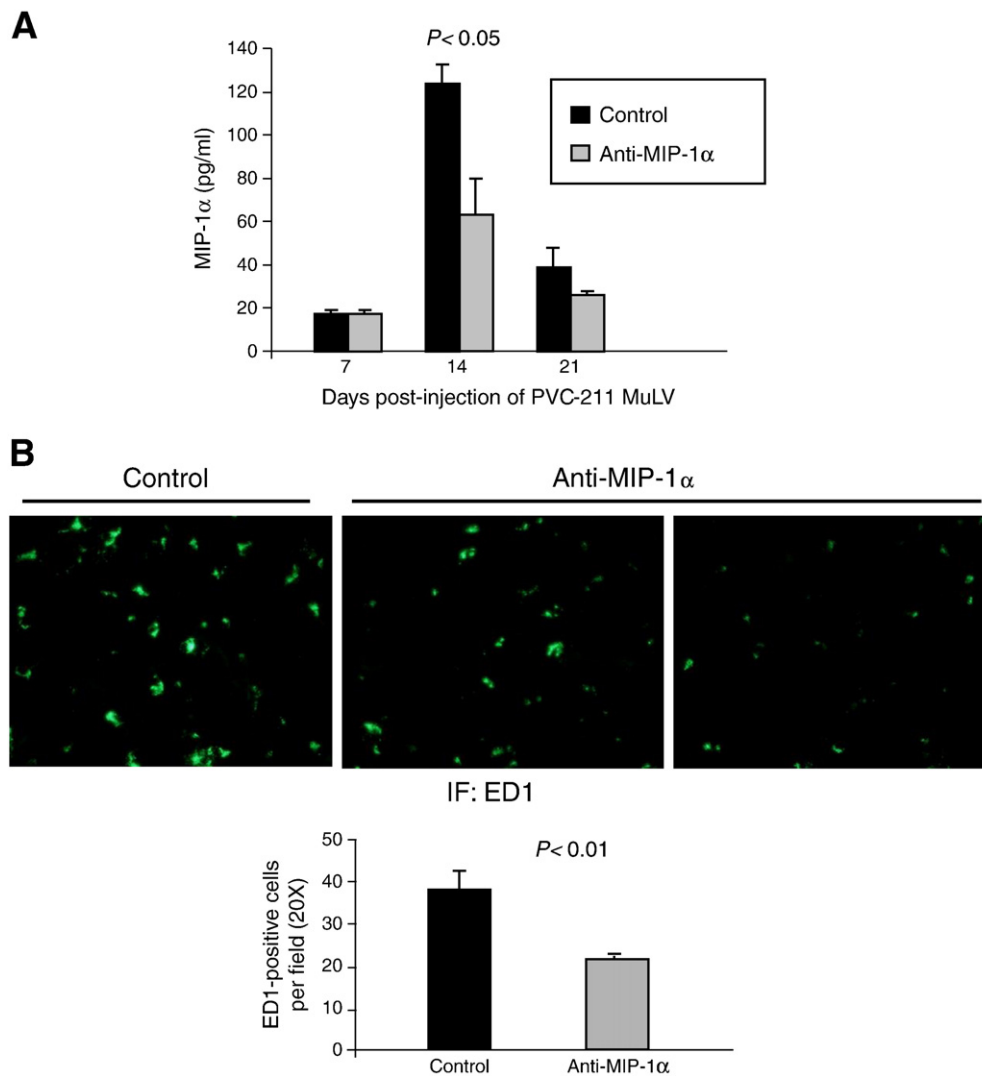 A
P< 0.05
140
120
100
80
60
40
20
0
MIP-1α (pg/ml)
Control
Anti-MIP-1α
7 14 21
Days post-injection of PVC-211 MuLV
B
Control Anti-MIP-1α
IF: ED1
P< 0.01
50
40
30
20
10
0
ED1-positive cells
per field (20X)
Control Anti-MIP-1α